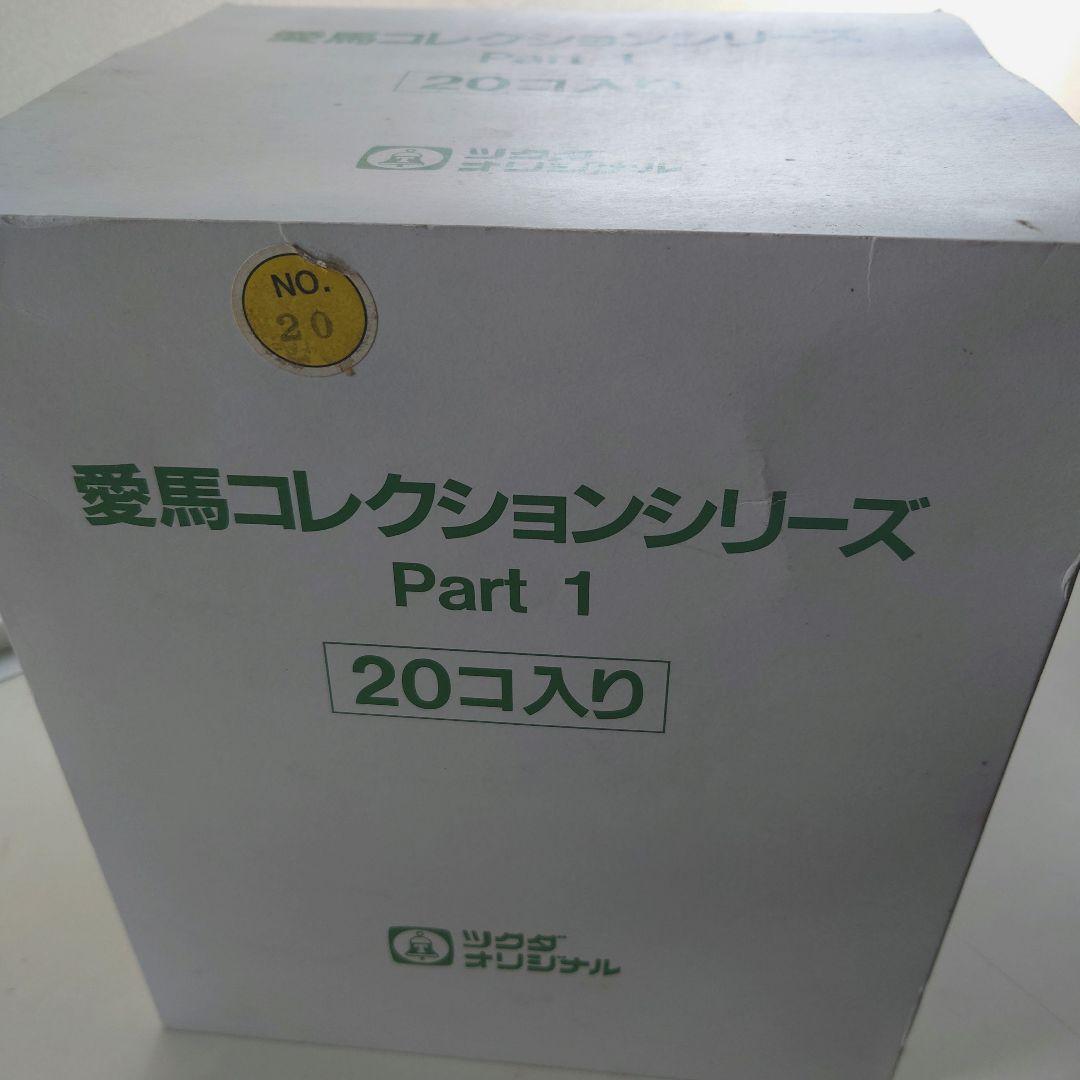 愛馬コレクションシリーズ
Part 1
20コ入り
ツクダ
オリジナル
NO.
20
愛馬コレクションシリーズ
Part 1
20コ入り
ツクダ
オリジナル